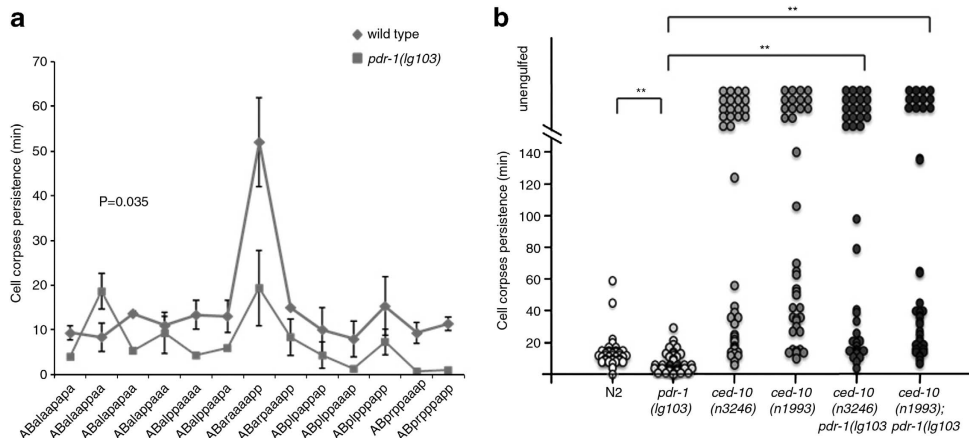 a
wild type
pdr-1(lg103)
Cell corpses persistence (min)
70
60
50
40
30
20
10
0
P=0.035
ABalaapapa
ABalaappaa
ABalapapaa
ABalappaaa
ABalppaaaa
ABalppaapa
ABaraaaapp
ABarpaaapp
ABplpappap
ABplppaaap
ABplpppapp
ABprppaaap
ABprpppapp
b
**
**
**
unengulfed
Cell corpses persistence (min)
140
120
100
80
60
40
20
N2
pdr-1
(lg103)
ced-10
(n3246)
ced-10
(n1993)
ced-10
(n3246)
pdr-1(lg103
ced-10
(n1993);
pdr-1(lg103